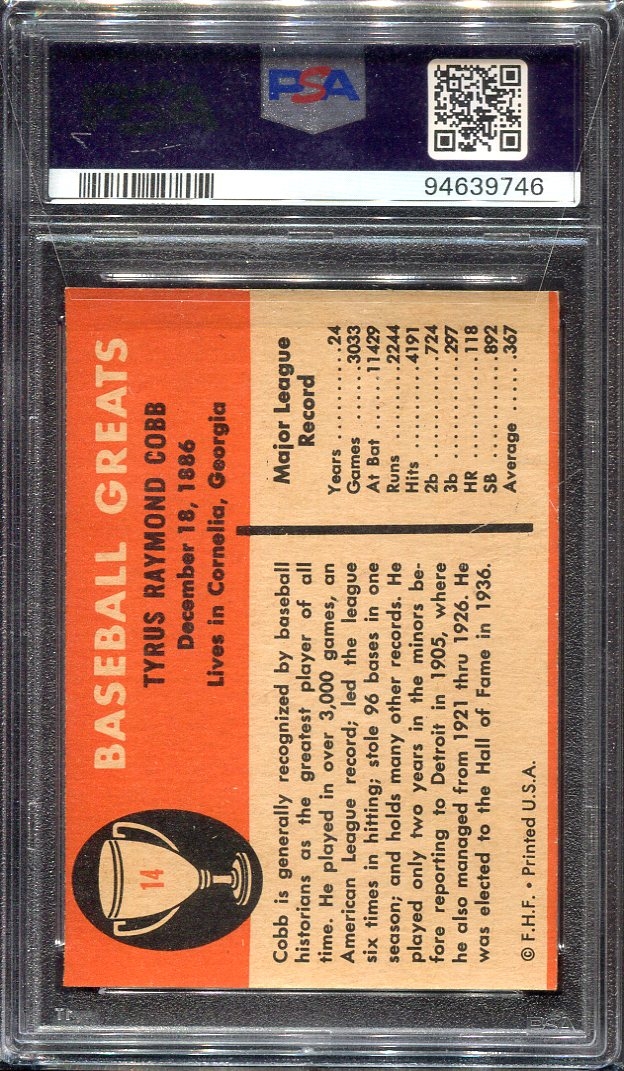 PSA
94639746
14
BASEBALL GREATS
TYRUS RAYMOND COBB
December 18, 1886
Lives in Cornelia, Georgia
Cobb is generally recognized by baseball
historians as the greatest player of all
time. He played in over 3,000 games, an
American League record; led the league
six times in hitting; stole 96 bases in one
season; and holds many other records. He
played only two years in the minors be-
fore reporting to Detroit in 1905, where
he also managed from 1921 thru 1926. He
was elected to the Hall of Fame in 1936.
© F.H.F. • Printed U.S.A.
Major League
Record
Years ..........24
Games ......3033
At Bat ....11429
Runs ........2244
Hits ..........4191
2b ............724
3b ............297
HR ............118
SB ............892
Average ......367
PSA